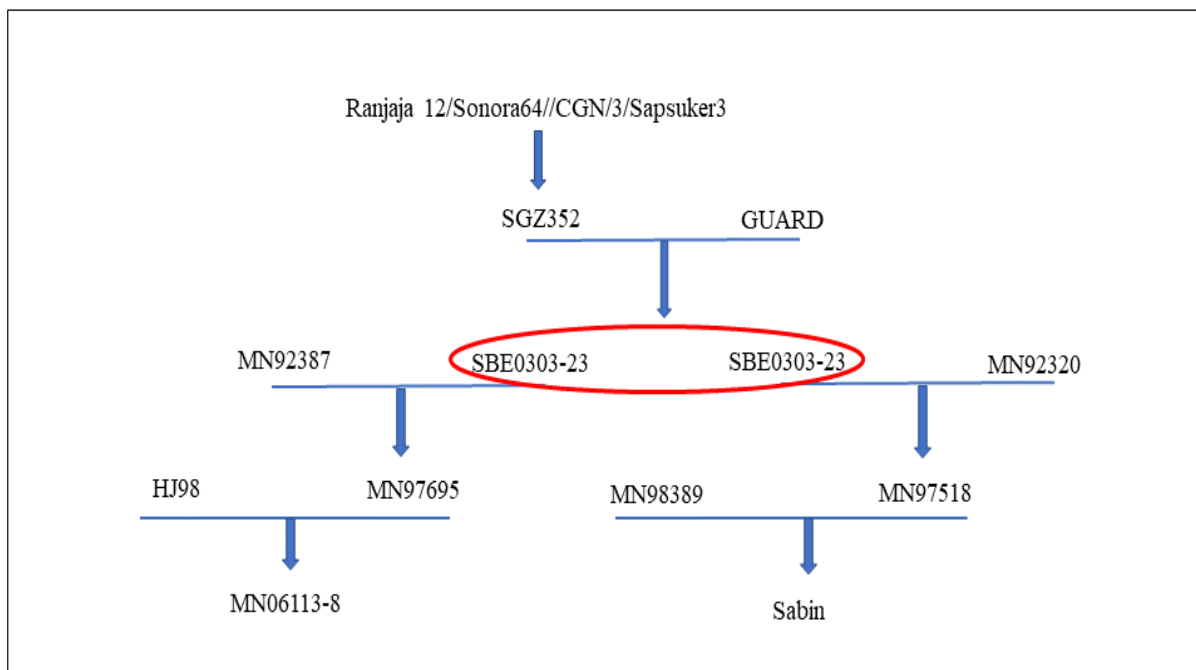 Ranjaja 12/Sonora64//CGN/3/Sapsuker3
SGZ352 GUARD
MN92387 SBE0303-23 SBE0303-23 MN92320
HJ98 MN97695 MN98389 MN97518
MN06113-8 Sabin